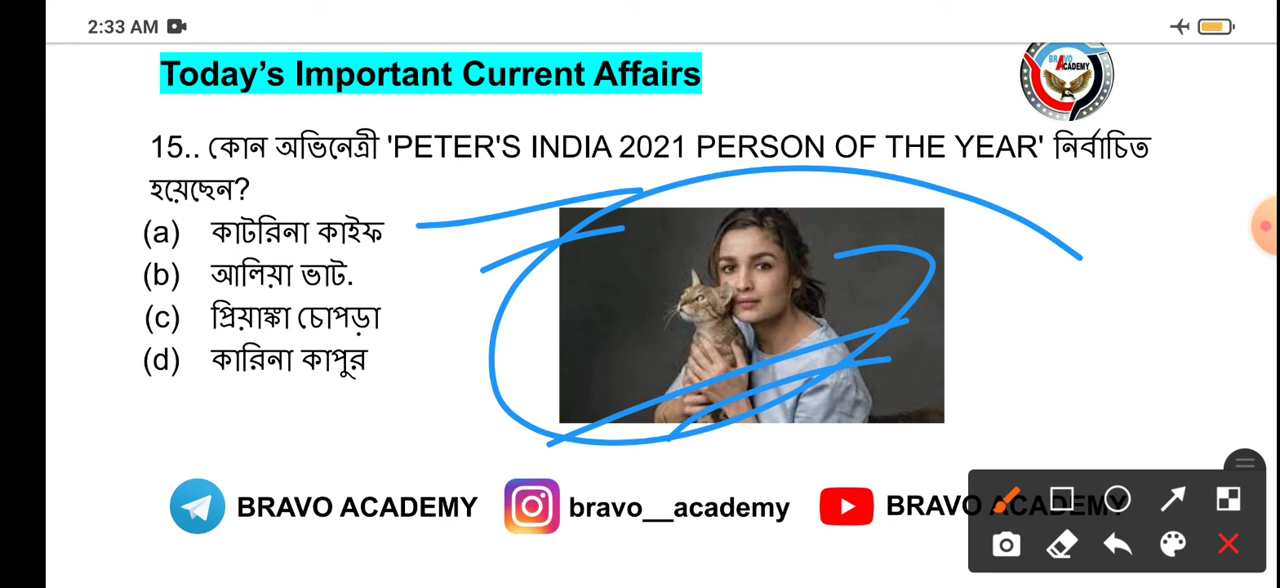 2:33 AM
Today's Important Current Affairs
BRAVO
ACADEMY
15.. কোন অভিনেত্রী 'PETER'S INDIA 2021 PERSON OF THE YEAR' নির্বাচিত
হয়েছেন?
(a) কাটরিনা কাইফ
(b) আলিয়া ভাট.
(c) প্রিয়াঙ্কা চোপড়া
(d) কারিনা কাপুর
BRAVO ACADEMY
bravo__academy
BRAVO ACADEMY